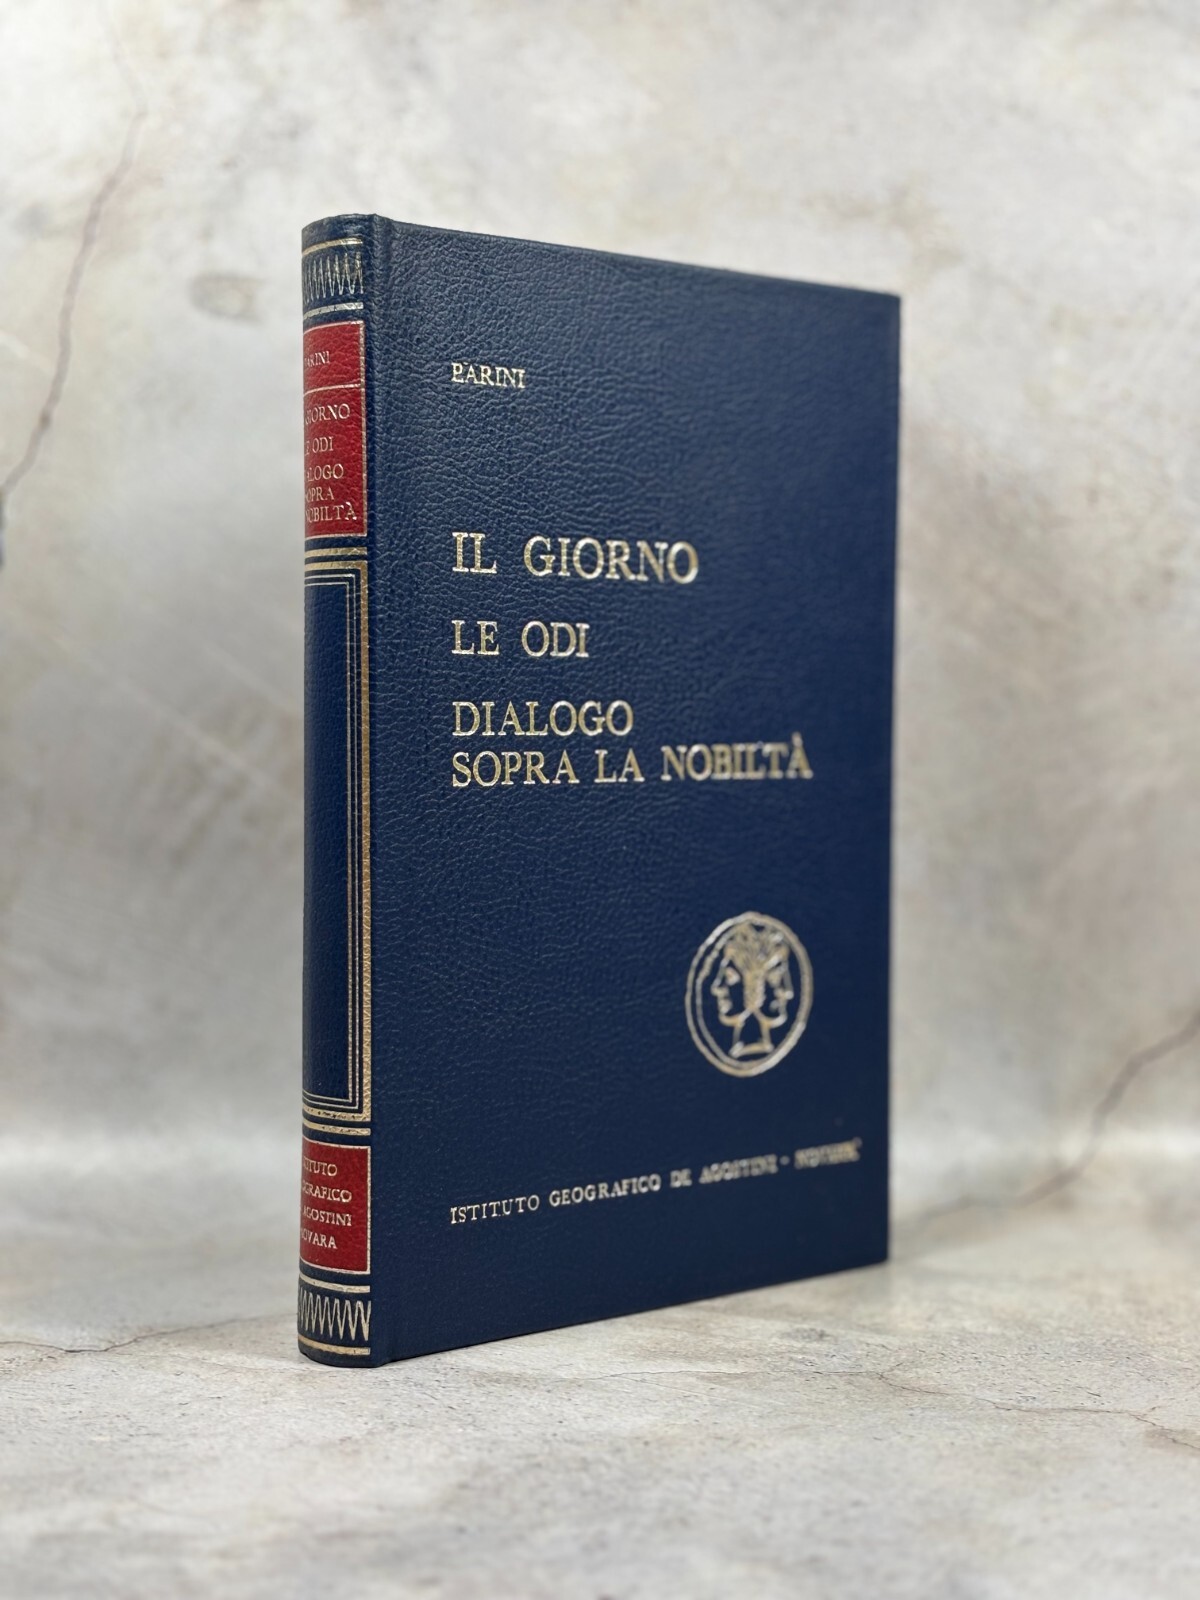 PARINI
IL GIORNO
LE ODI
DIALOGO
SOPRA LA NOBILTÀ
ISTITUTO GEOGRAFICO DE AGOSTINI - NOVARA
PARINI
GIORNO
LE ODI
DIALOGO
SOPRA
NOBILTÀ
ISTITUTO
GEOGRAFICO
AGOSTINI
NOVARA